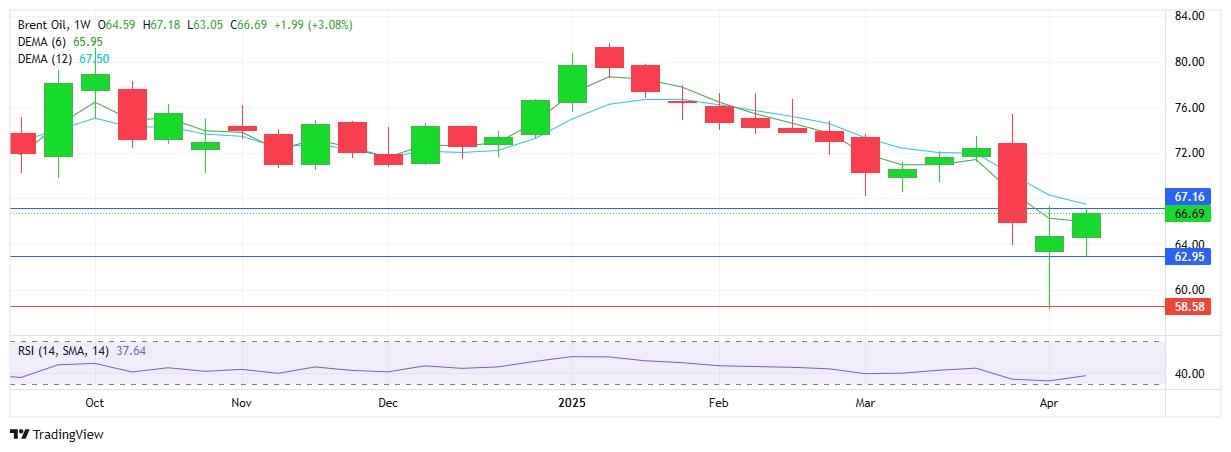 Brent Oil, 1W O64.59 H67.18 L63.05 C66.69 +1.99 (+3.08%)
DEMA (6) 65.95
DEMA (12) 67.50
84.00
80.00
76.00
72.00
67.16
66.69
64.00
62.95
60.00
58.58
RSI (14, SMA, 14) 37.64
40.00
Oct Nov Dec 2025 Feb Mar Apr
TradingView